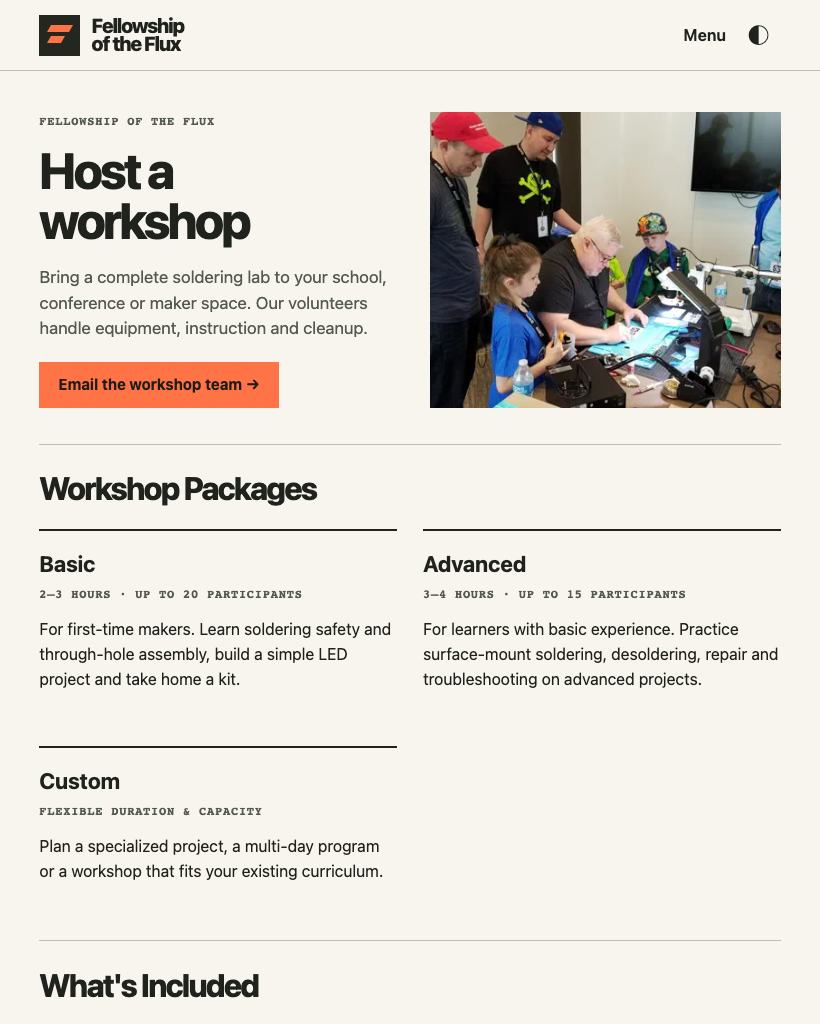 Fellowship
of the Flux
Menu
FELLOWSHIP OF THE FLUX
Host a
workshop
Bring a complete soldering lab to your school,
conference or maker space. Our volunteers
handle equipment, instruction and cleanup.
Email the workshop team →
Workshop Packages
Basic
2–3 HOURS · UP TO 20 PARTICIPANTS
For first-time makers. Learn soldering safety and
through-hole assembly, build a simple LED
project and take home a kit.
Advanced
3–4 HOURS · UP TO 15 PARTICIPANTS
For learners with basic experience. Practice
surface-mount soldering, desoldering, repair and
troubleshooting on advanced projects.
Custom
FLEXIBLE DURATION & CAPACITY
Plan a specialized project, a multi-day program
or a workshop that fits your existing curriculum.
What's Included